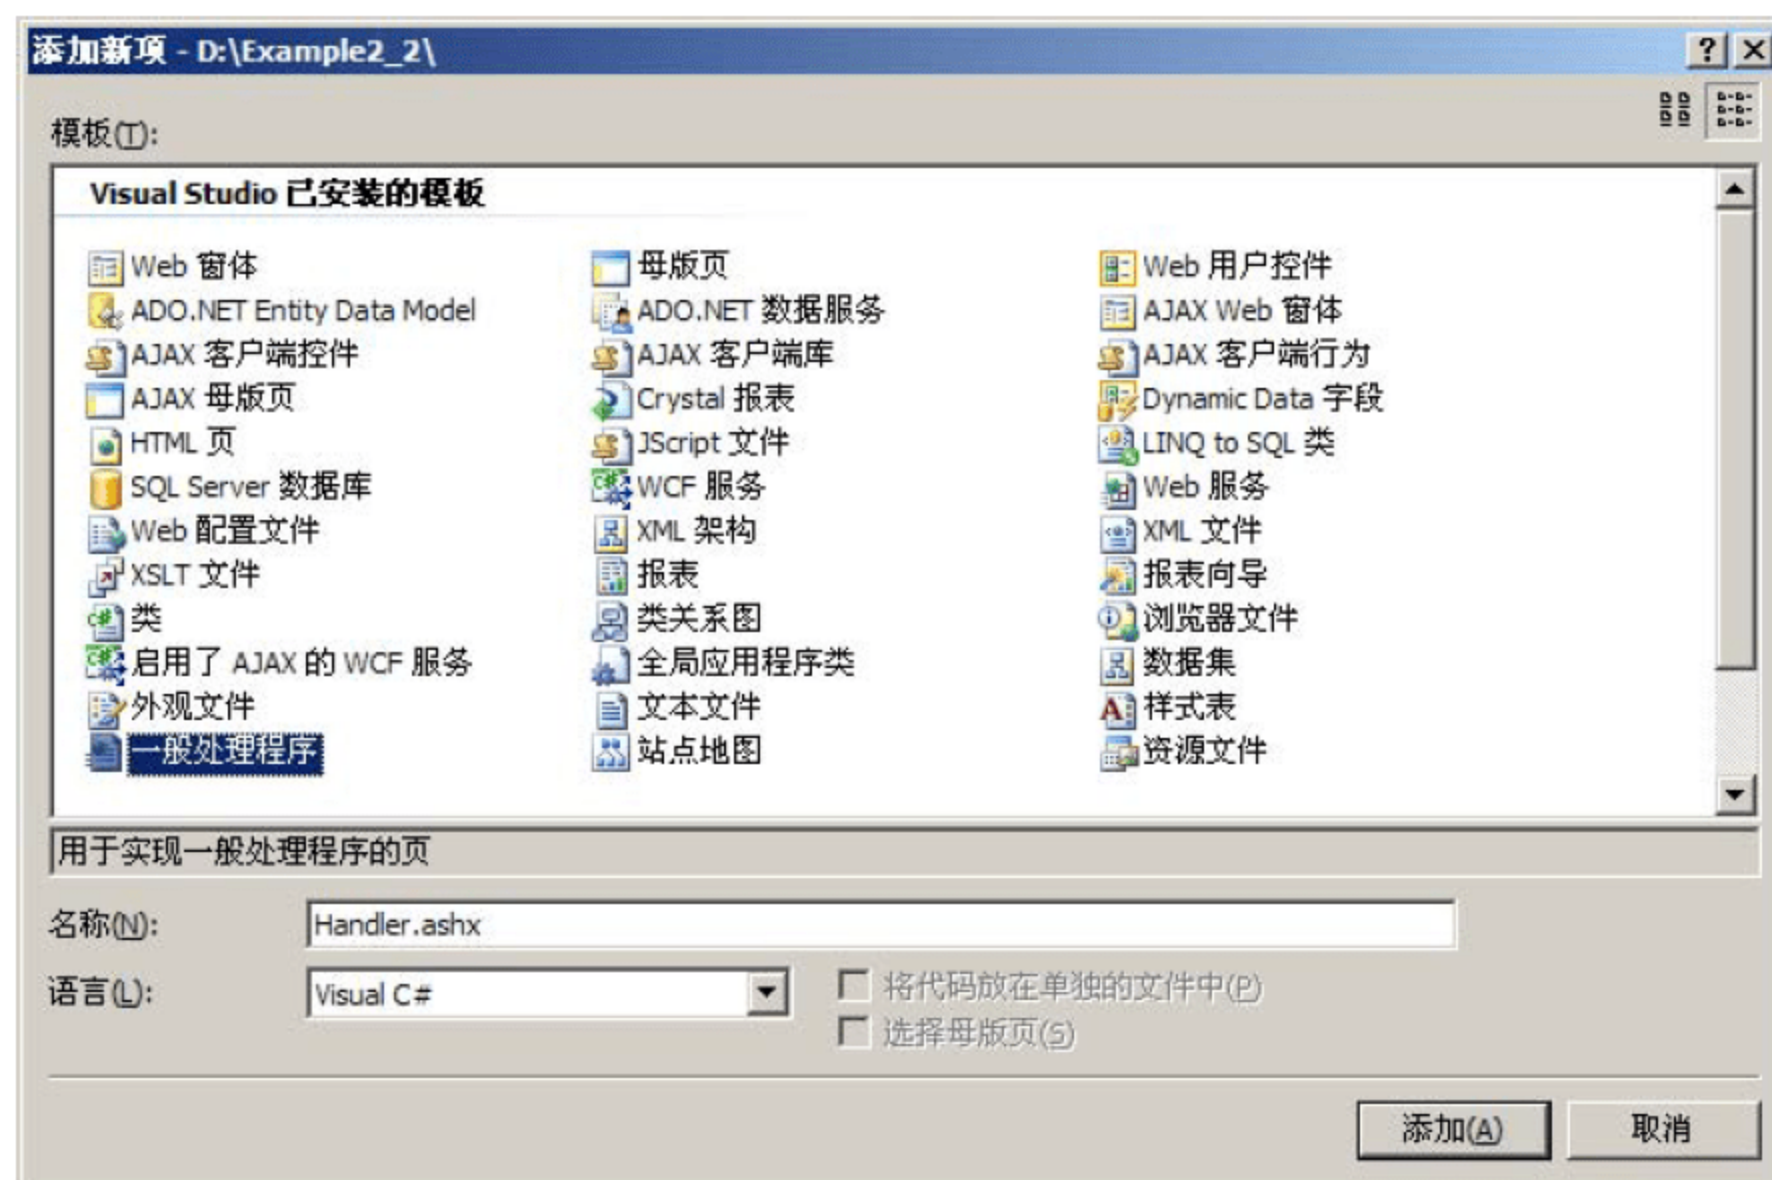 添加新项 - D:\Example2_2\
模板(T):
Visual Studio 已安装的模板
Web 窗体 母版页 Web 用户控件
ADO.NET Entity Data Model ADO.NET 数据服务 AJAX Web 窗体
AJAX 客户端控件 AJAX 客户端库 AJAX 客户端行为
AJAX 母版页 Crystal 报表 Dynamic Data 字段
HTML 页 JScript 文件 LINQ to SQL 类
SQL Server 数据库 WCF 服务 Web 服务
Web 配置文件 XML 架构 XML 文件
XSLT 文件 报表 报表向导
类 类关系图 浏览器文件
启用了 AJAX 的 WCF 服务 全局应用程序类 数据集
外观文件 文本文件 样式表
一般处理程序 站点地图 资源文件
用于实现一般处理程序的页
名称(N): Handler.ashx
语言(L): Visual C# 将代码放在单独的文件中(P)
选择母版页(S)
添加(A) 取消